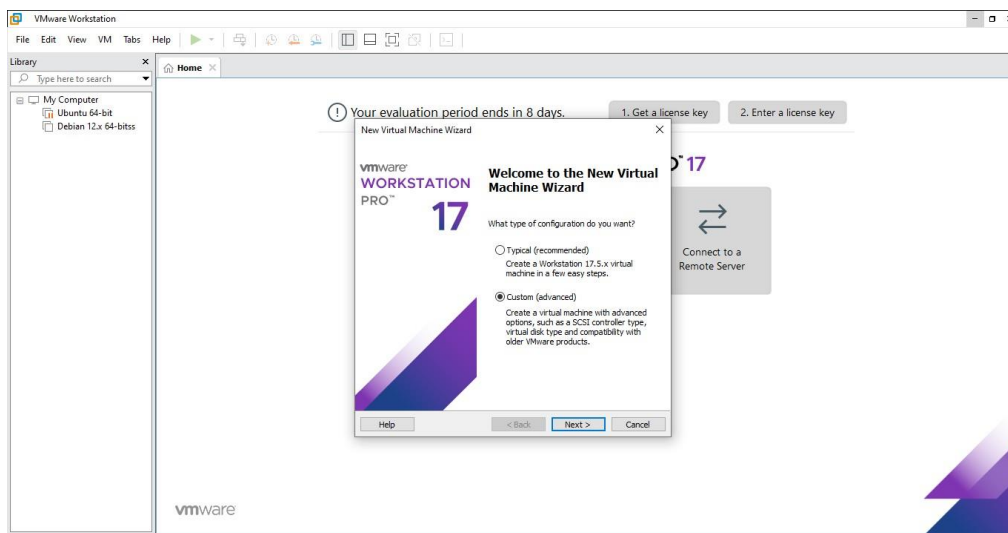 VMware Workstation
File Edit View VM Tabs Help
Library
Home
Type here to search
My Computer
Ubuntu 64-bit
Debian 12.x 64-bitss
Your evaluation period ends in 8 days.
1. Get a license key
2. Enter a license key
17
New Virtual Machine Wizard
vmware
WORKSTATION
PRO™
17
Welcome to the New Virtual
Machine Wizard
What type of configuration do you want?
Typical (recommended)
Create a Workstation 17.5.x virtual
machine in a few easy steps.
Custom (advanced)
Create a virtual machine with advanced
options, such as a SCSI controller type,
virtual disk type and compatibility with
older VMware products.
Help
< Back
Next >
Cancel
Connect to a
Remote Server
vmware